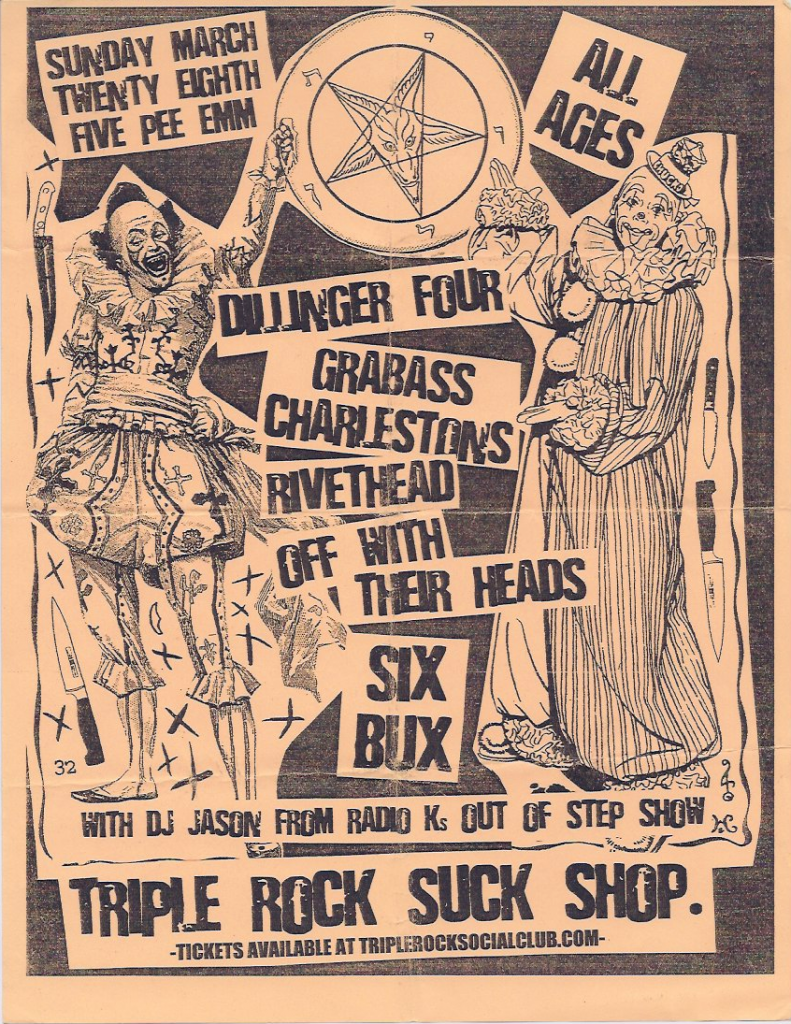 SUNDAY MARCH
TWENTY EIGHTH
FIVE PEE EMM
ALL
AGES
DILLINGER FOUR
GRABASS
CHARLESTONS
RIVETHEAD
OFF WITH
THEIR HEADS
SIX
BUX
32
WITH DJ JASON FROM RADIO Ks OUT OF STEP SHOW
TRIPLE ROCK SUCK SHOP.
-TICKETS AVAILABLE AT TRIPLEROCKSOCIALCLUB.COM-